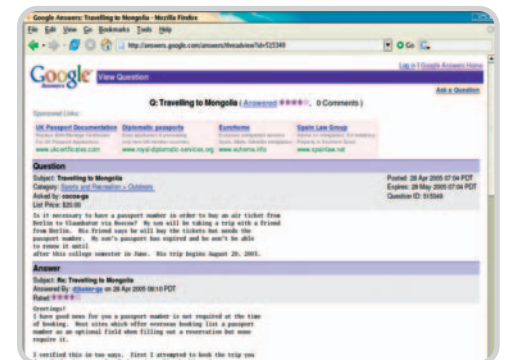 Google Answers: Travelling to Mongolia - Mozilla Firefox
File Edit View Go Bookmarks Tools Help
http://answers.google.com/answers/threadview?id=515349
Go
Log in | Google Answers Home
Google Answers View Question
Ask a Question
Q: Travelling to Mongolia ( Answered, 0 Comments )
Sponsored Links
UK Passport Documentation Diplomatic passports Eurohome Spain Law Group
www.ukcertificates.com www.royal-diplomatic-services.org www.euhome.info www.spainlaw.net
Question
Subject: Travelling to Mongolia
Category: Sports and Recreation > Outdoors
Asked by:
List Price: $20.00
Posted: 28 Apr 2005 07:04 PDT
Expires: 28 May 2005 07:04 PDT
Question ID: 515349
Is it necessary to have a passport number in order to buy an air ticket from
Berlin to Ulaanbatar via Moscow? My son will be taking a trip with a friend
from Berlin. His friend says he will buy the tickets but needs the
passport number. My son's passport has expired and he won't be able
to renew it until
after this college semester in June. His trip begins August 20, 2005.
Answer
Subject: Re: Travelling to Mongolia
Answered By: on 28 Apr 2005 08:10 PDT
Rated:
Greetings!
I have good news for you a passport number is not required at the time
of booking. Most sites which offer overseas booking list a passport
number as an optional field when filling out a reservation but none
require it.
I verified this in two ways. First I attempted to book the trip you